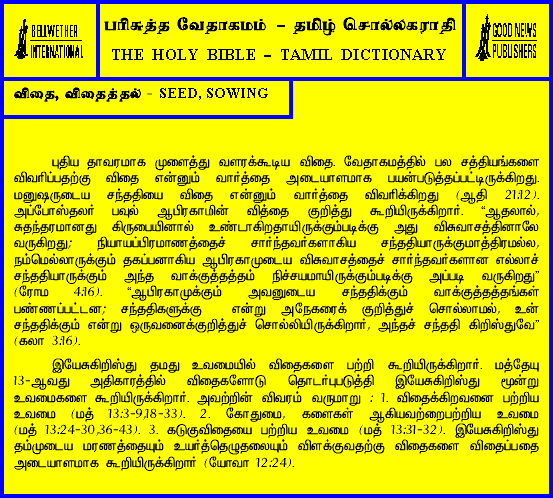 BELLWETHER
INTERNATIONAL
பரிசுத்த வேதாகமம் – தமிழ் சொல்லகராதி
THE HOLY BIBLE – TAMIL DICTIONARY
GOOD NEWS
PUBLISHERS
விதை, விதைத்தல் - SEED, SOWING
புதிய தாவரமாக முளைத்து வளரக்கூடிய விதை. வேதாகமத்தில் பல சத்தியங்களை
விவரிப்பதற்கு விதை என்னும் வார்த்தை அடையாளமாக பயன்படுத்தப்பட்டிருக்கிறது.
மனுஷருடைய சந்ததியை விதை என்னும் வார்த்தை விவரிக்கிறது (ஆதி 21:12).
அப்போஸ்தலர் பவுல் ஆபிரகாமின் வித்தை குறித்து கூறியிருக்கிறார். “ஆதலால்,
சுதந்தரமானது கிருபையினால் உண்டாகிறதாயிருக்கும்படிக்கு அது விசுவாசத்தினாலே
வருகிறது; நியாயப்பிரமாணத்தைச் சார்ந்தவர்களாகிய சந்ததியாருக்குமாத்திரமல்ல,
நம்மெல்லாருக்கும் தகப்பனாகிய ஆபிரகாமுடைய விசுவாசத்தைச் சார்ந்தவர்களான எல்லாச்
சந்ததியாருக்கும் அந்த வாக்குத்தத்தம் நிச்சயமாயிருக்கும்படிக்கு அப்படி வருகிறது”
(ரோம 4:16). “ஆபிரகாமுக்கும் அவனுடைய சந்ததிக்கும் வாக்குத்தத்தங்கள்
பண்ணப்பட்டன; சந்ததிகளுக்கு என்று அநேகரைக் குறித்துச் சொல்லாமல், உன்
சந்ததிக்கும் என்று ஒருவனைக்குறித்துச் சொல்லியிருக்கிறார், அந்தச் சந்ததி கிறிஸ்துவே”
(கலா 3:16).
இயேசுகிறிஸ்து தமது உவமையில் விதைகளை பற்றி கூறியிருக்கிறார். மத்தேயு
13-ஆவது அதிகாரத்தில் விதைகளோடு தொடர்புபடுத்தி இயேசுகிறிஸ்து மூன்று
உவமைகளை கூறியிருக்கிறார். அவற்றின் விவரம் வருமாறு : 1. விதைக்கிறவனை பற்றிய
உவமை (மத் 13:3-9,18-33). 2. கோதுமை, களைகள் ஆகியவற்றைபற்றிய உவமை
(மத் 13:24-30,36-43). 3. கடுகுவிதையை பற்றிய உவமை (மத் 13:31-32). இயேசுகிறிஸ்து
தம்முடைய மரணத்தையும் உயர்த்தெழுதலையும் விளக்குவதற்கு விதைகளை விதைப்பதை
அடையாளமாக கூறியிருக்கிறார் (யோவா 12:24).